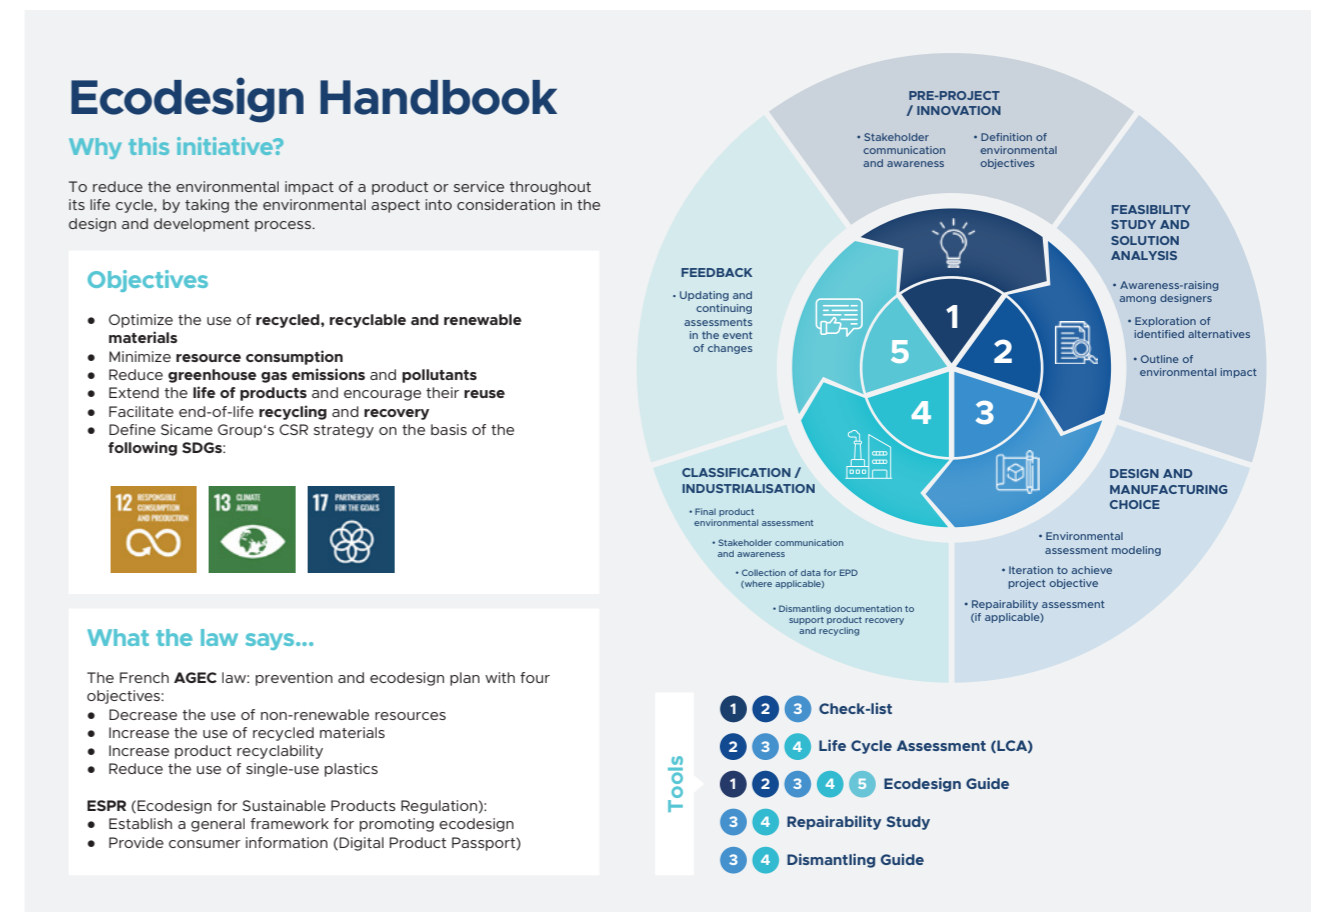 Ecodesign Handbook
Why this initiative?
To reduce the environmental impact of a product or service throughout
its life cycle, by taking the environmental aspect into consideration in the
design and development process.
Objectives
● Optimize the use of recycled, recyclable and renewable
materials
● Minimize resource consumption
● Reduce greenhouse gas emissions and pollutants
● Extend the life of products and encourage their reuse
● Facilitate end-of-life recycling and recovery
● Define Sicame Group's CSR strategy on the basis of the
following SDGs:
12 RESPONSIBLE
CONSUMPTION
AND PRODUCTION
13 CLIMATE
ACTION
17 PARTNERSHIPS
FOR THE GOALS
What the law says...
The French AGEC law: prevention and ecodesign plan with four
objectives:
● Decrease the use of non-renewable resources
● Increase the use of recycled materials
● Increase product recyclability
● Reduce the use of single-use plastics
ESPR (Ecodesign for Sustainable Products Regulation):
● Establish a general framework for promoting ecodesign
● Provide consumer information (Digital Product Passport)
PRE-PROJECT
/ INNOVATION
• Stakeholder
communication
and awareness
• Definition of
environmental
objectives
FEASIBILITY
STUDY AND
SOLUTION
ANALYSIS
• Awareness-raising
among designers
• Exploration of
identified alternatives
• Outline of
environmental impact
DESIGN AND
MANUFACTURING
CHOICE
• Environmental
assessment modeling
• Iteration to achieve
project objective
• Repairability assessment
(if applicable)
CLASSIFICATION /
INDUSTRIALISATION
• Final product
environmental assessment
• Stakeholder communication
and awareness
• Collection of data for EPD
(where applicable)
• Dismantling documentation to
support product recovery
and recycling
FEEDBACK
• Updating and
continuing
assessments
in the event
of changes
1
2
3
4
5
Tools
1 2 3 Check-list
2 3 4 Life Cycle Assessment (LCA)
1 2 3 4 5 Ecodesign Guide
3 4 Repairability Study
3 4 Dismantling Guide